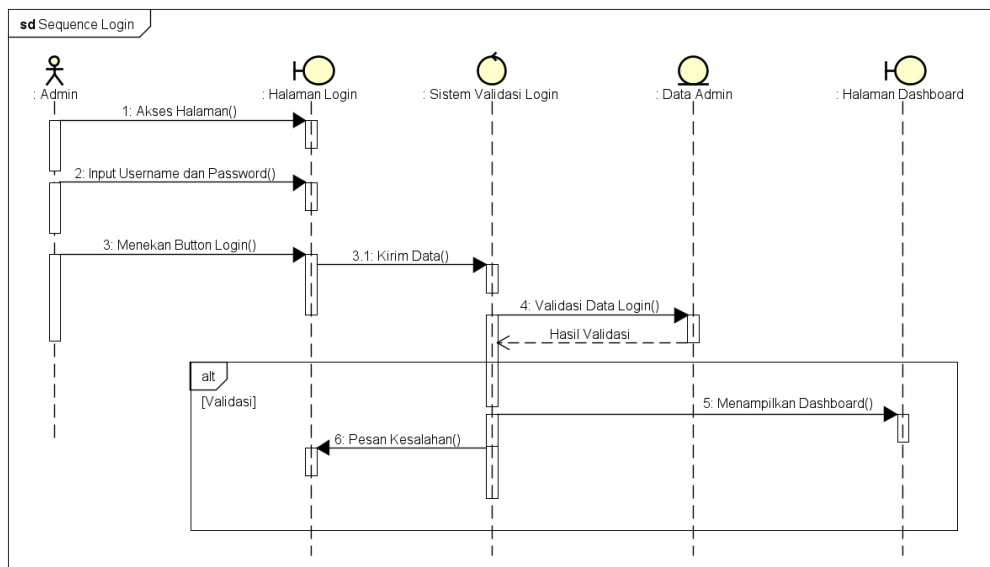 sd Sequence Login
: Admin
: Halaman Login
: Sistem Validasi Login
: Data Admin
: Halaman Dashboard
1: Akses Halaman()
2: Input Username dan Password()
3: Menekan Button Login()
3.1: Kirim Data()
4: Validasi Data Login()
Hasil Validasi
alt
[Validasi]
5: Menampilkan Dashboard()
6: Pesan Kesalahan()